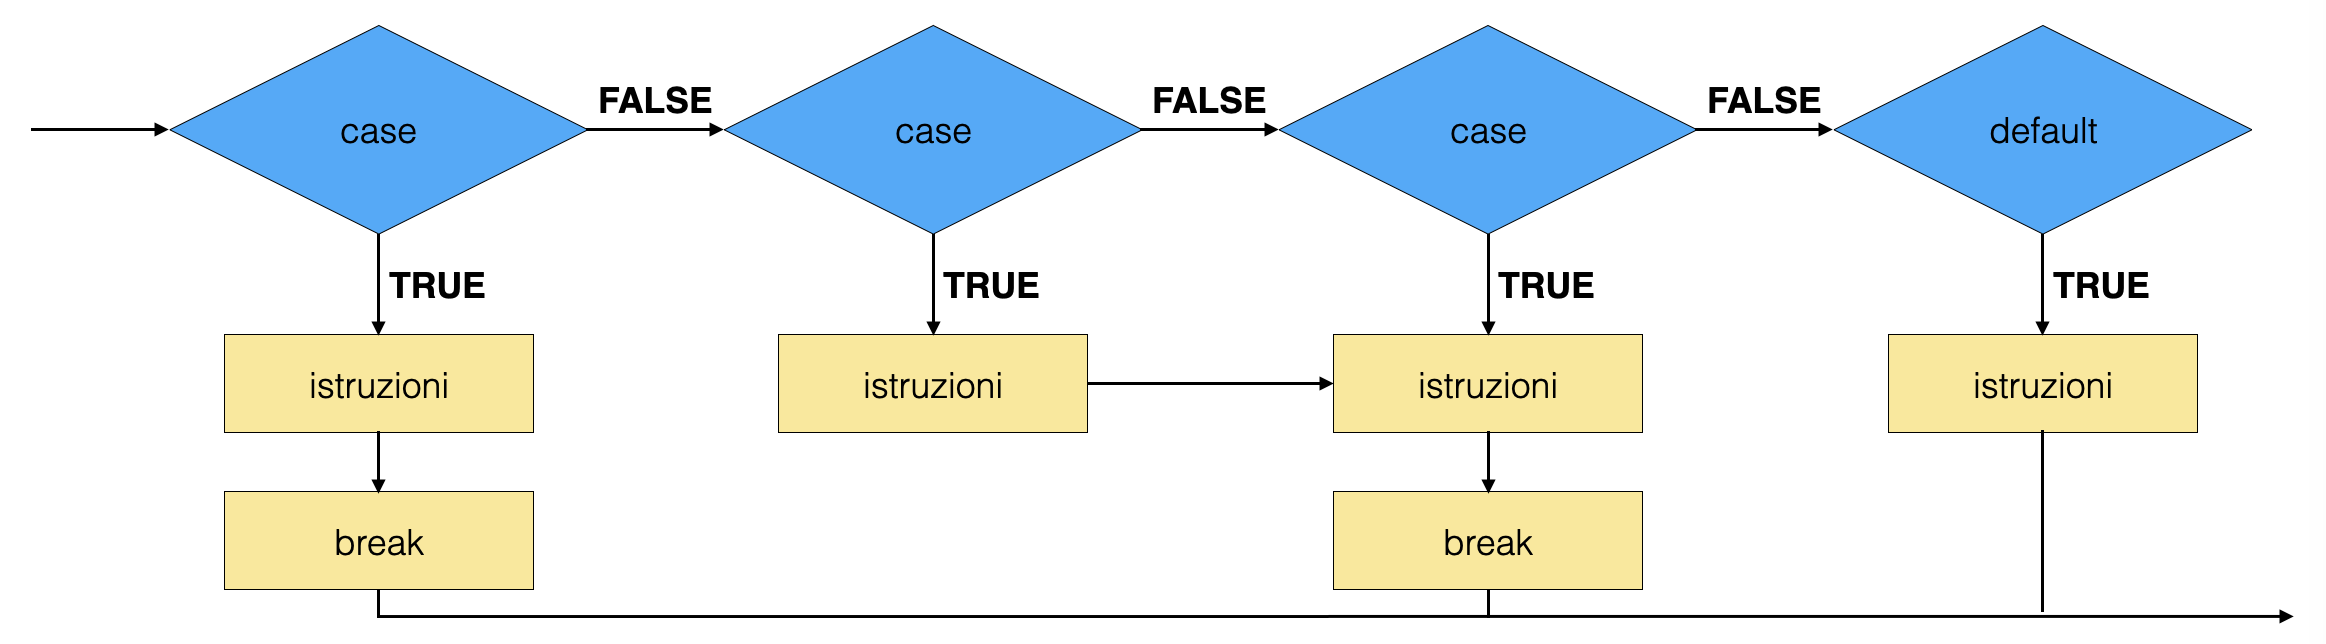 case
FALSE
case
FALSE
case
FALSE
default
TRUE
TRUE
TRUE
TRUE
istruzioni
istruzioni
istruzioni
istruzioni
break
break